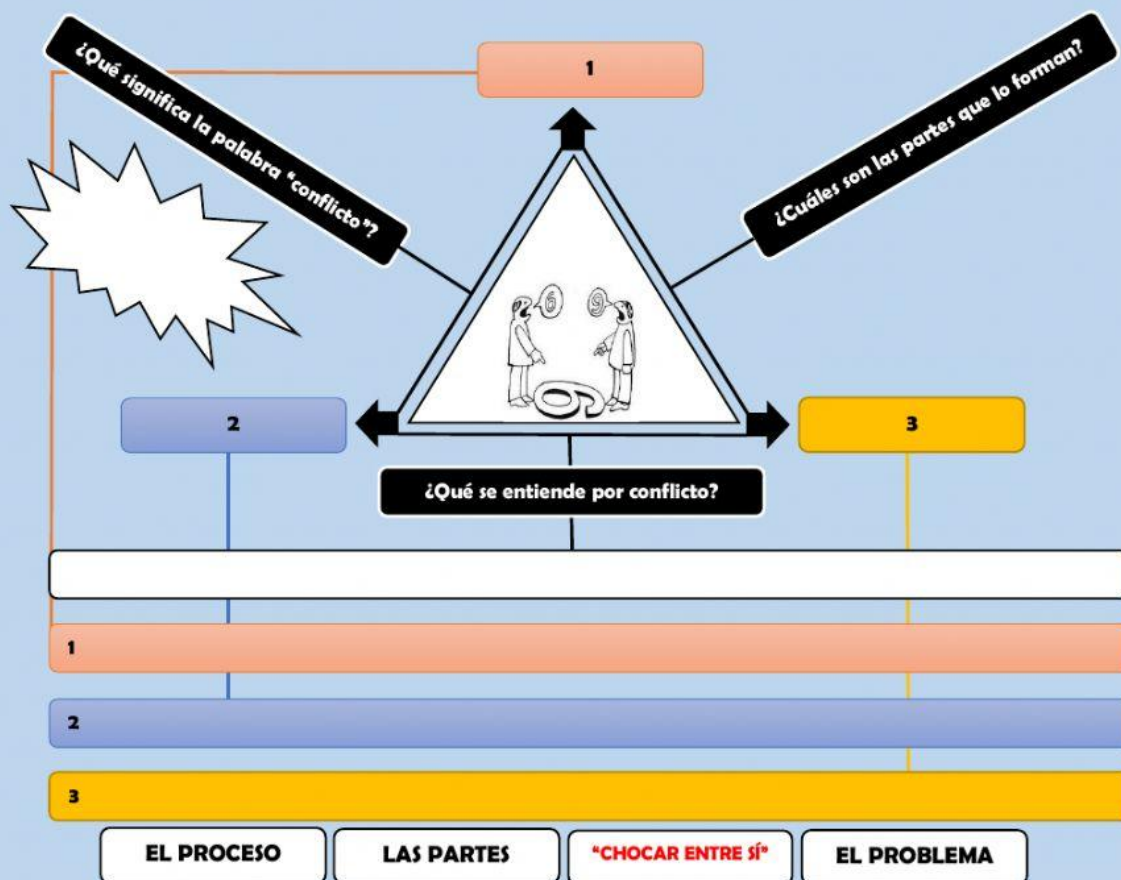 1
¿Qué significa la palabra "conflicto"?
¿Cuáles son las partes que lo forman?
6 9
6
2
3
¿Qué se entiende por conflicto?
1
2
3
EL PROCESO
LAS PARTES
"CHOCAR ENTRE SÍ"
EL PROBLEMA